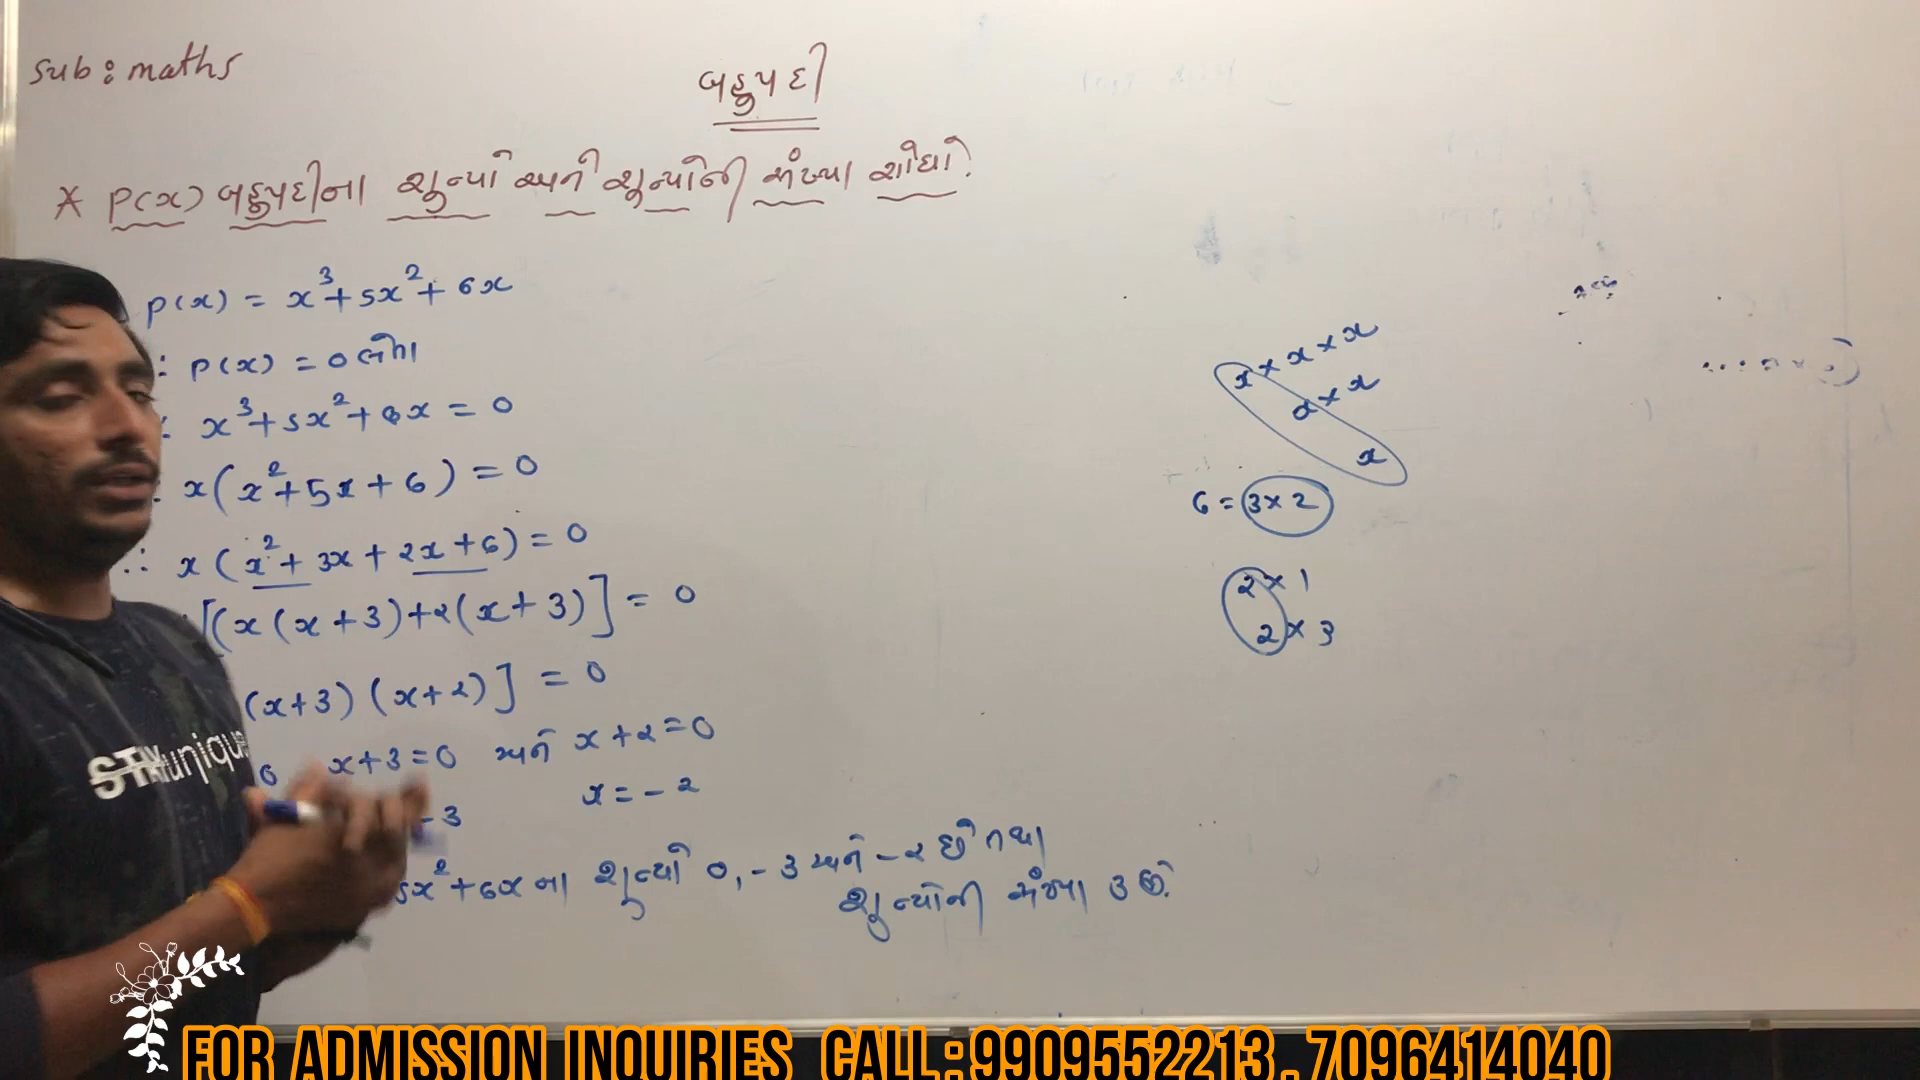 sub : maths
બહુપદી
* P(x) બહુપદીના શૂન્યો અને શૂન્યોની સંખ્યા શોધો.
P(x) = x³ + 5x² + 6x
∴ P(x) = 0 લેતા
∴ x³ + 5x² + 6x = 0
∴ x(x² + 5x + 6) = 0
∴ x(x² + 3x + 2x + 6) = 0
[(x(x + 3) + 2(x + 3)] = 0
(x + 3)(x + 2)] = 0
0 x + 3 = 0 અને x + 2 = 0
- 3 x = - 2
5x² + 6x ના શૂન્યો 0, - 3 અને - 2 છે તથા
શૂન્યોની સંખ્યા 3 છે.
x × x × x
x × x
x
6 = 3 × 2
2 × 1
2 × 3
STAY unique
FOR ADMISSION INQUIRIES CALL : 9909552213 , 7096414040